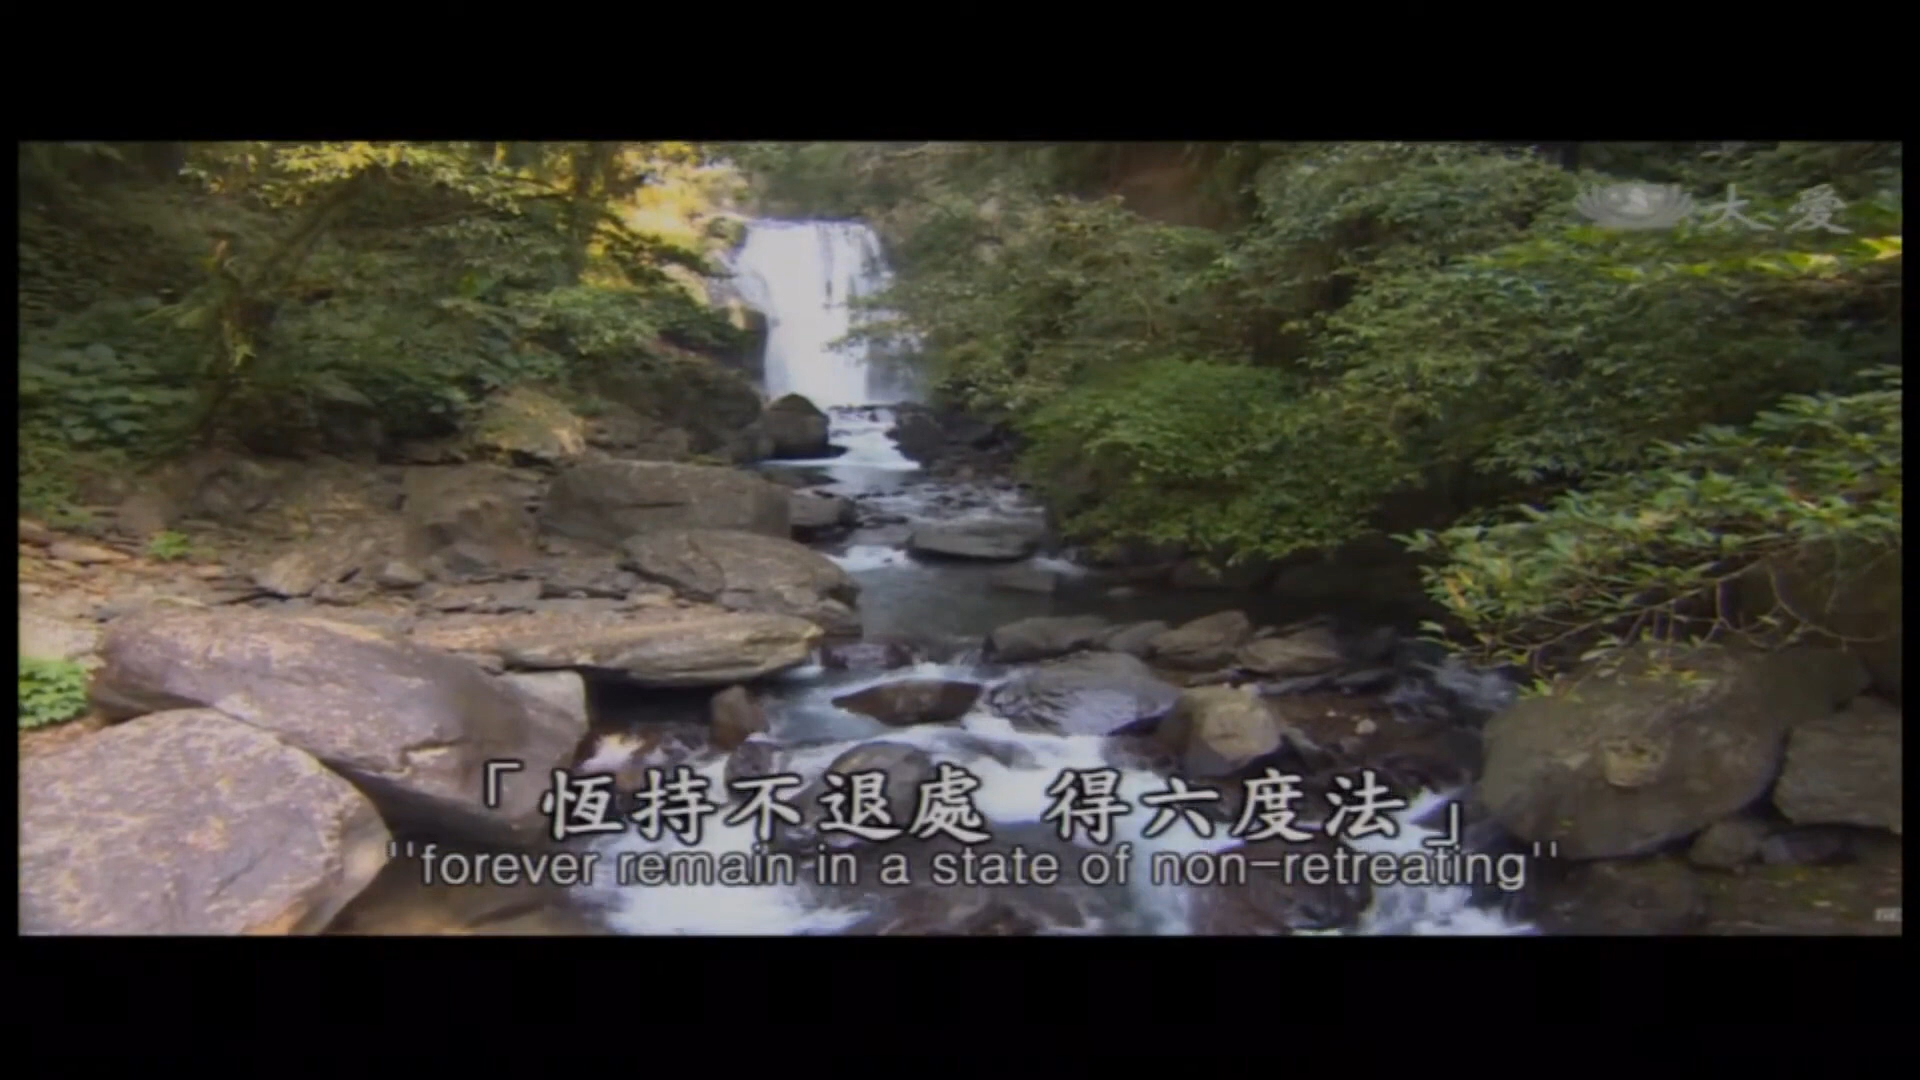 大愛
「恆持不退處 得六度法」
"forever remain in a state of non-retreating"